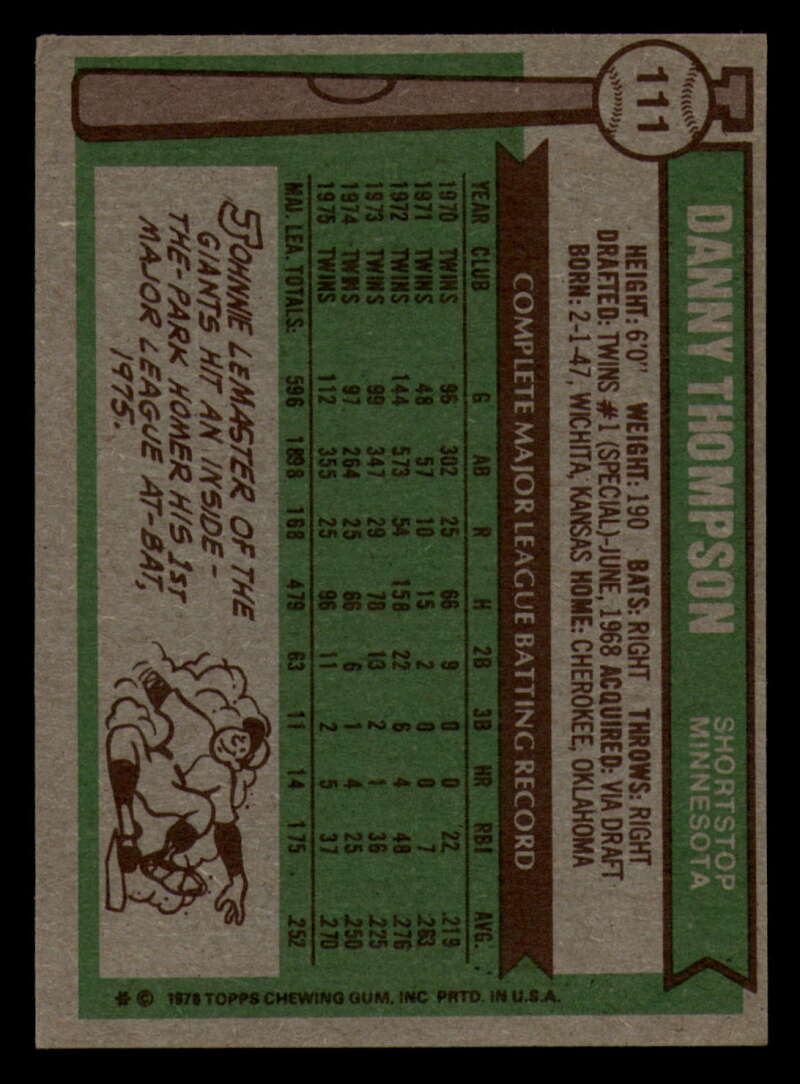 111
DANNY THOMPSON
SHORTSTOP
MINNESOTA
HEIGHT: 6'0" WEIGHT: 190 BATS: RIGHT THROWS: RIGHT
DRAFTED: TWINS #1 (SPECIAL)-JUNE, 1968 ACQUIRED: VIA DRAFT
BORN: 2-1-47, WICHITA, KANSAS HOME: CHEROKEE, OKLAHOMA
COMPLETE MAJOR LEAGUE BATTING RECORD
YEAR CLUB G AB R H 2B 3B HR RBI AVG.
1970 TWINS 96 302 25 66 9 0 0 22 .219
1971 TWINS 48 57 10 15 2 0 0 7 .263
1972 TWINS 144 573 54 158 22 6 4 48 .276
1973 TWINS 99 347 29 78 13 2 1 36 .225
1974 TWINS 97 264 25 66 6 1 4 25 .250
1975 TWINS 112 355 25 96 11 2 5 37 .270
MAJ. LEA. TOTALS: 596 1898 168 479 63 11 14 175 .252
JOHNNIE LEMASTER OF THE
GIANTS HIT AN INSIDE-
THE-PARK HOMER HIS 1ST
MAJOR LEAGUE AT-BAT,
1975.
* © 1976 TOPPS CHEWING GUM, INC PRTD. IN U.S.A.